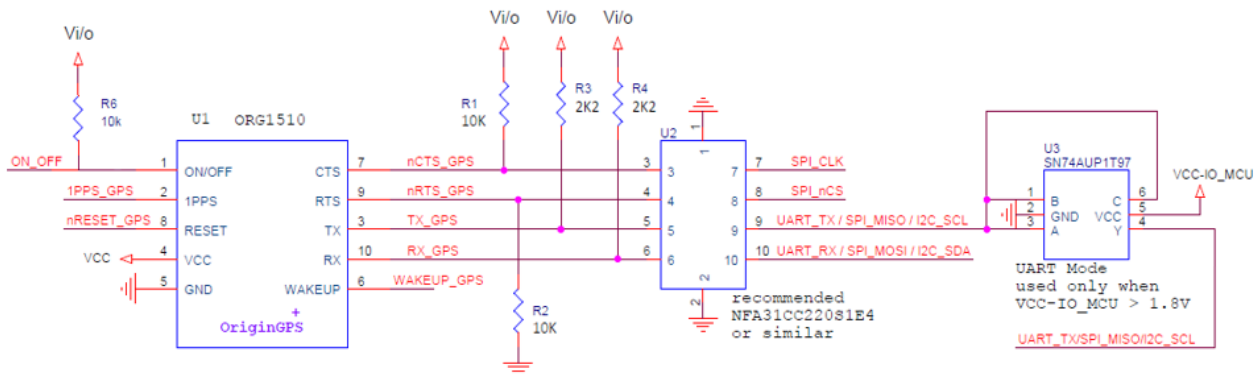 Vi/o
Vi/o
Vi/o
Vi/o
R6
10k
R1
10K
R3
2K2
R4
2K2
U1 ORG1510
ON_OFF 1 ON/OFF
1PPS_GPS 2 1PPS
nRESET_GPS 8 RESET
VCC 4 VCC
5 GND
CTS 7 nCTS_GPS
RTS 9 nRTS_GPS
TX 3 TX_GPS
RX 10 RX_GPS
WAKEUP 6 WAKEUP_GPS
+
OriginGPS
R2
10K
U2
1
1
3 3
4 4
5 5
6 6
7 7 SPI_CLK
8 8 SPI_nCS
9 9 UART_TX / SPI_MISO / I2C_SCL
10 10 UART_RX / SPI_MOSI / I2C_SDA
2
2
recommended
NFA31CC220S1E4
or similar
U3
SN74AUP1T97
VCC-IO_MCU
1 B C 6
2 GND VCC 5
3 A Y 4
UART Mode
used only when
VCC-IO_MCU > 1.8V
UART_TX/SPI_MISO/I2C_SCL